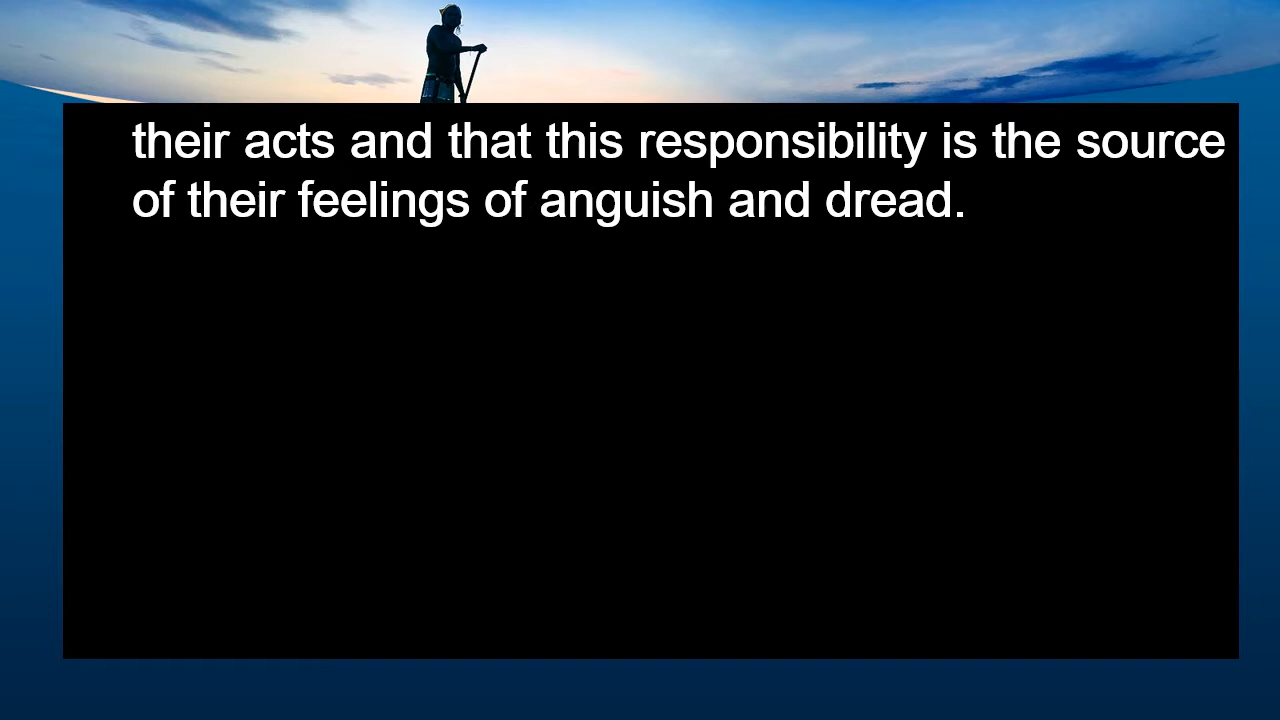 their acts and that this responsibility is the source
of their feelings of anguish and dread.